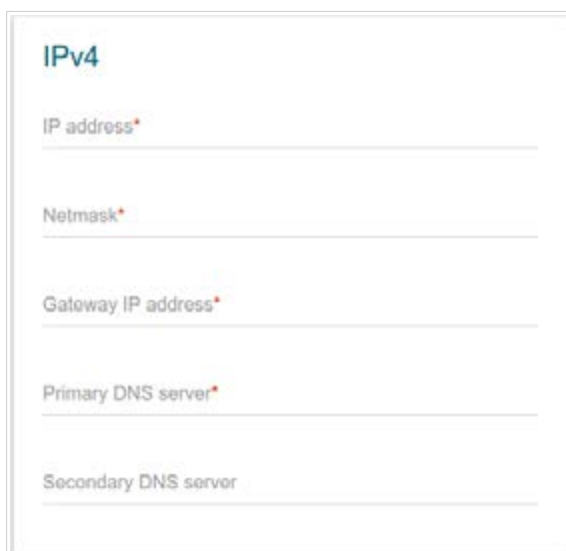 IPv4
IP address*
Netmask*
Gateway IP address*
Primary DNS server*
Secondary DNS server